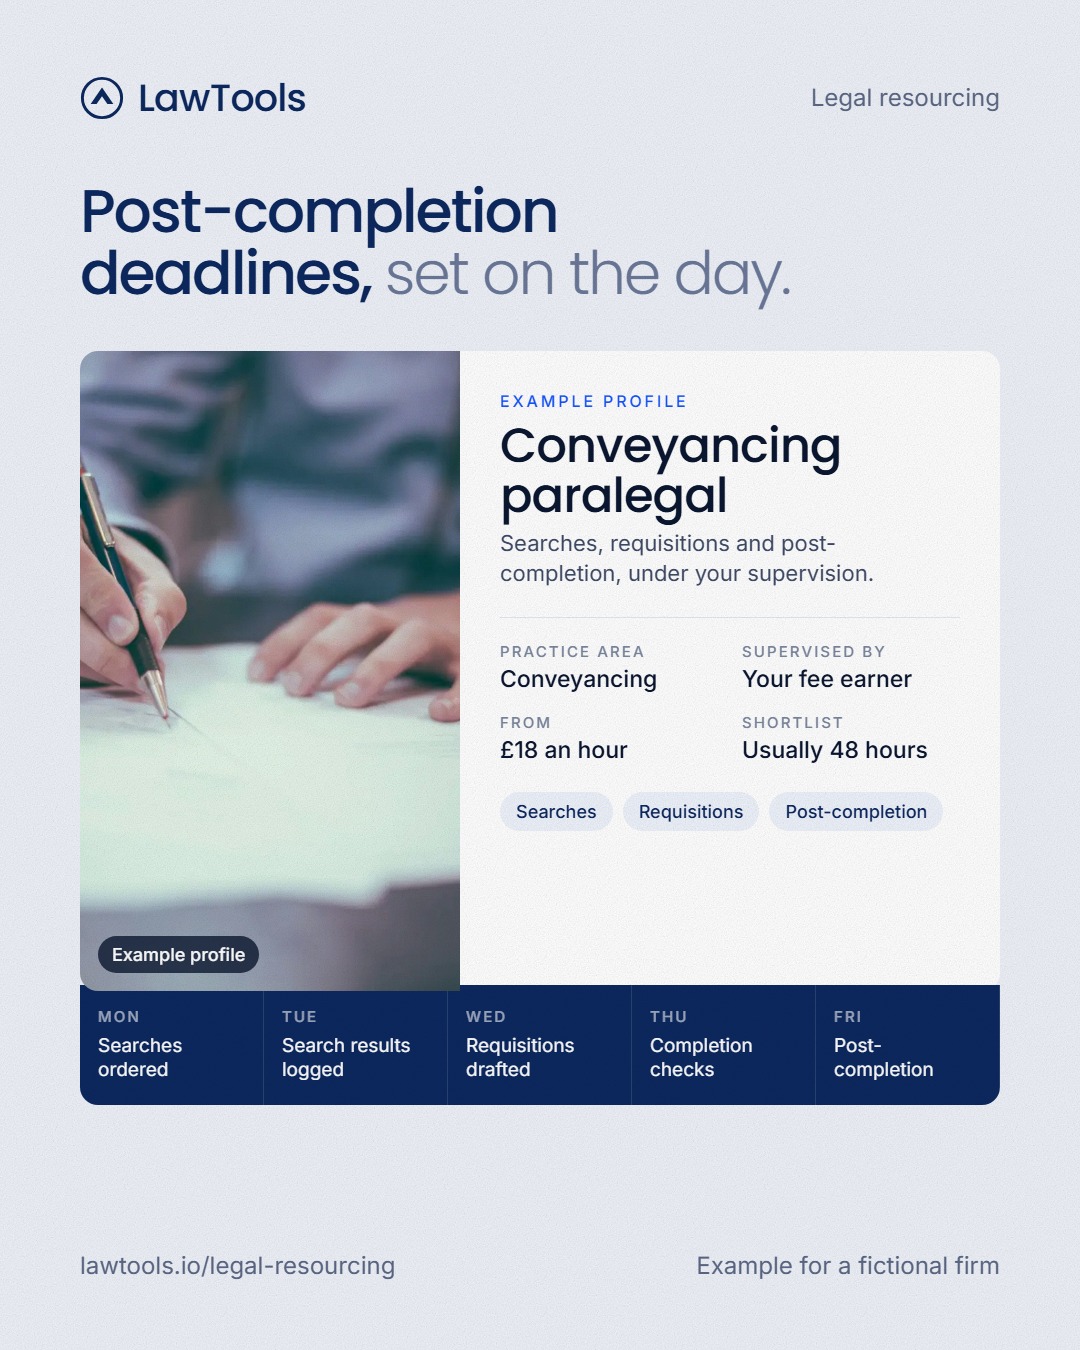 LawTools
Legal resourcing
Post-completion
deadlines, set on the day.
EXAMPLE PROFILE
Conveyancing
paralegal
Searches, requisitions and post-
completion, under your supervision.
PRACTICE AREA
Conveyancing
SUPERVISED BY
Your fee earner
FROM
£18 an hour
SHORTLIST
Usually 48 hours
Searches
Requisitions
Post-completion
Example profile
MON
Searches
ordered
TUE
Search results
logged
WED
Requisitions
drafted
THU
Completion
checks
FRI
Post-
completion
lawtools.io/legal-resourcing
Example for a fictional firm